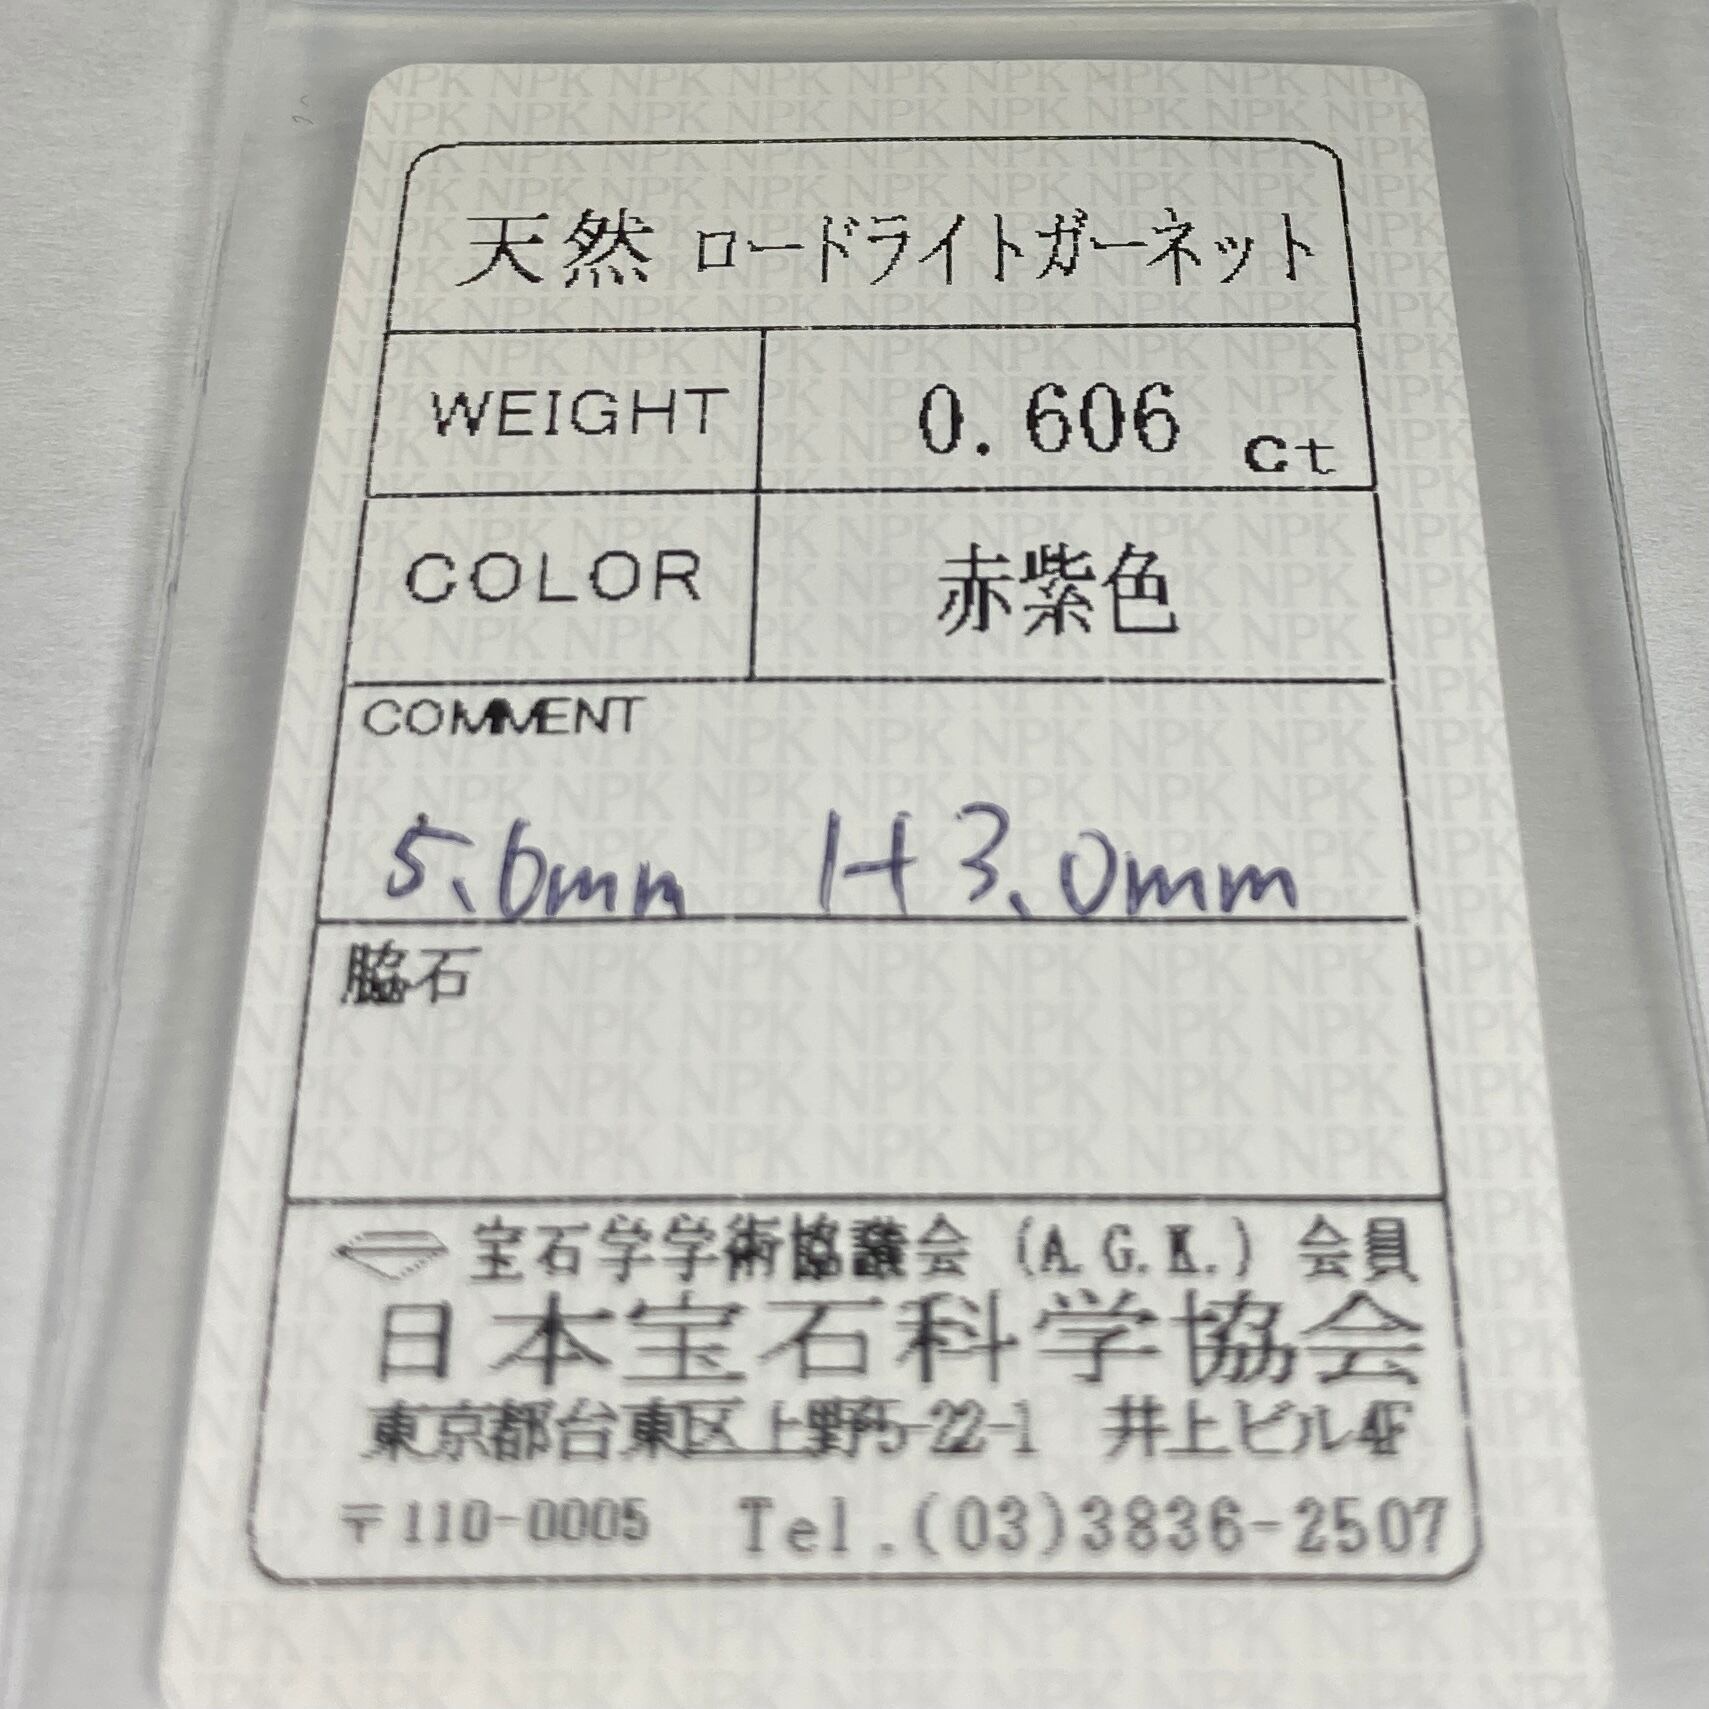 天然 ロードライトガーネット
WEIGHT 0.606 ct
COLOR 赤紫色
COMMENT
5.6mm H3.0mm
脇石
宝石学学術協議会 (A.G.K.) 会員
日本宝石科学協会
東京都台東区上野5-22-1 井上ビル4F
〒110-0005 Tel.(03)3836-2507